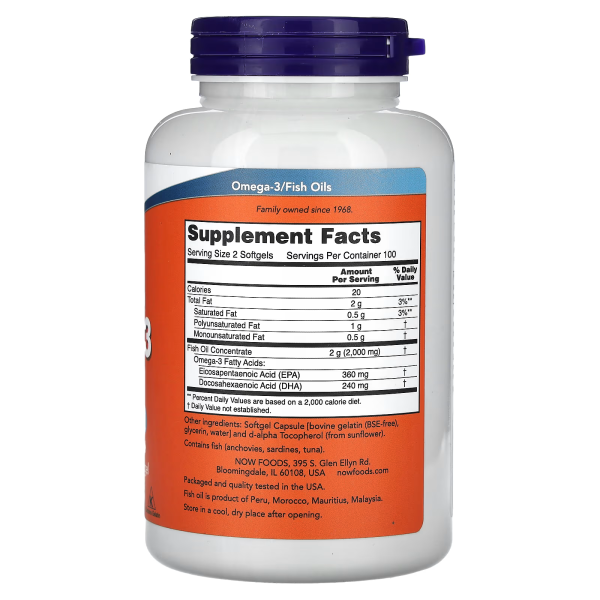 Omega-3/Fish Oils
Family owned since 1968.
Supplement Facts
Serving Size 2 Softgels Servings Per Container 100
Amount Per Serving % Daily Value
Calories 20
Total Fat 2 g 3%**
Saturated Fat 0.5 g 3%**
Polyunsaturated Fat 1 g †
Monounsaturated Fat 0.5 g †
Fish Oil Concentrate 2 g (2,000 mg) †
Omega-3 Fatty Acids:
Eicosapentaenoic Acid (EPA) 360 mg †
Docosahexaenoic Acid (DHA) 240 mg †
** Percent Daily Values are based on a 2,000 calorie diet.
† Daily Value not established.
Other ingredients: Softgel Capsule [bovine gelatin (BSE-free),
glycerin, water] and d-alpha Tocopherol (from sunflower).
Contains fish (anchovies, sardines, tuna).
NOW FOODS, 395 S. Glen Ellyn Rd.
Bloomingdale, IL 60108, USA nowfoods.com
Packaged and quality tested in the USA.
Fish oil is product of Peru, Morocco, Mauritius, Malaysia.
Store in a cool, dry place after opening.
3